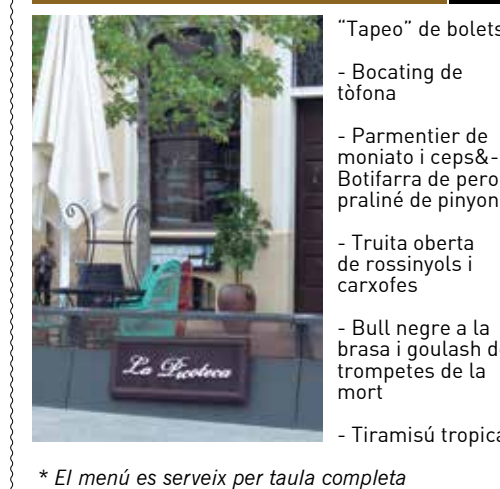 “Tapeo” de bolets
- Bocating de
tòfona
- Parmentier de
moniato i ceps&-
Botifarra de pero
praliné de pinyon
- Truita oberta
de rossinyols i
carxofes
- Bull negre a la
brasa i goulash d
trompetes de la
mort
- Tiramisú tropica
La Picoteca
* El menú es serveix per taula completa